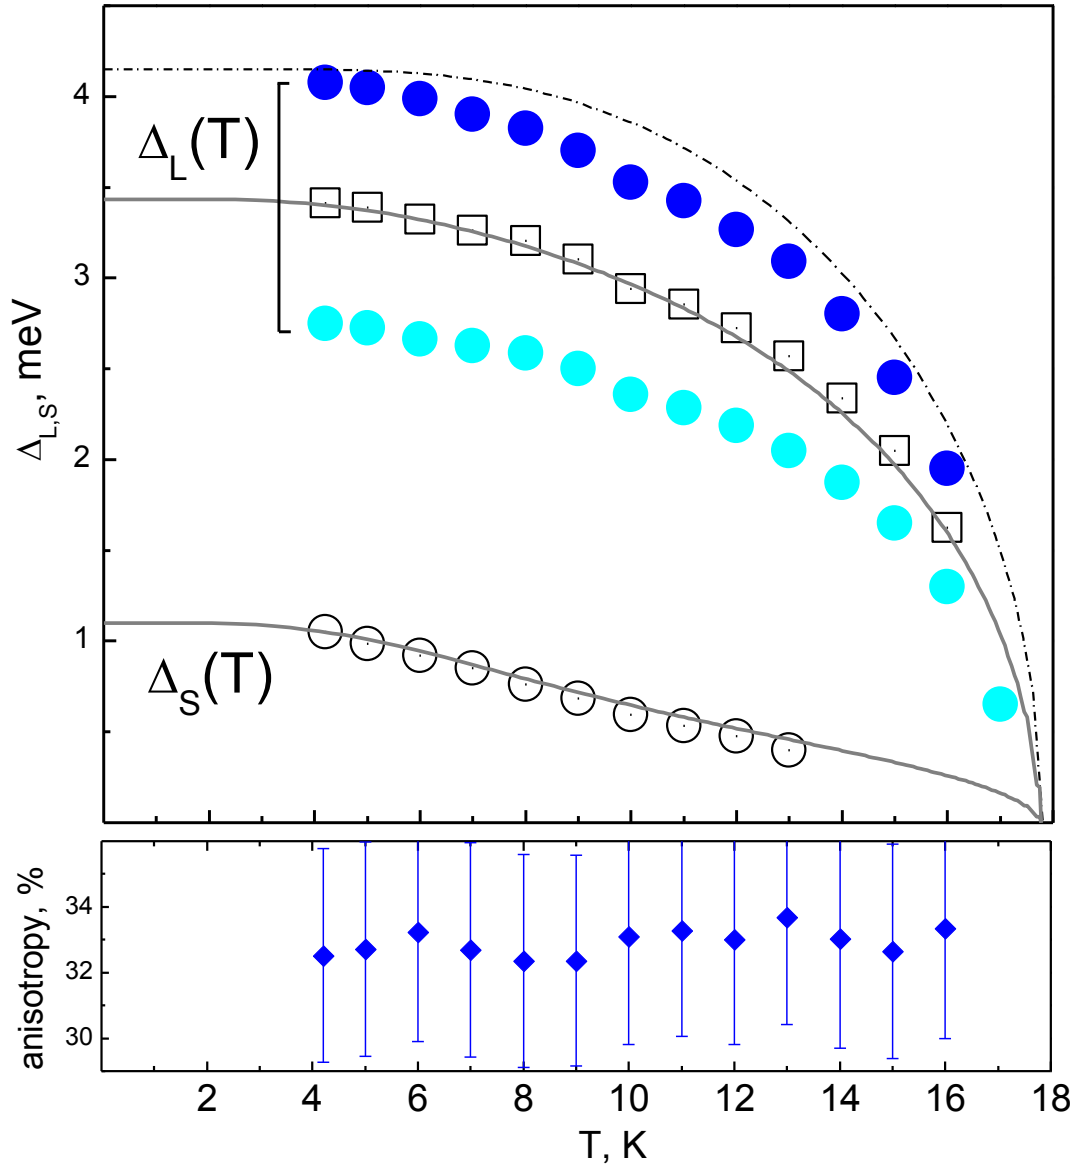 4
3
2
1
Δ_L,S, meV
Δ_L(T)
Δ_S(T)
34
32
30
anisotropy, %
2 4 6 8 10 12 14 16 18
T, K